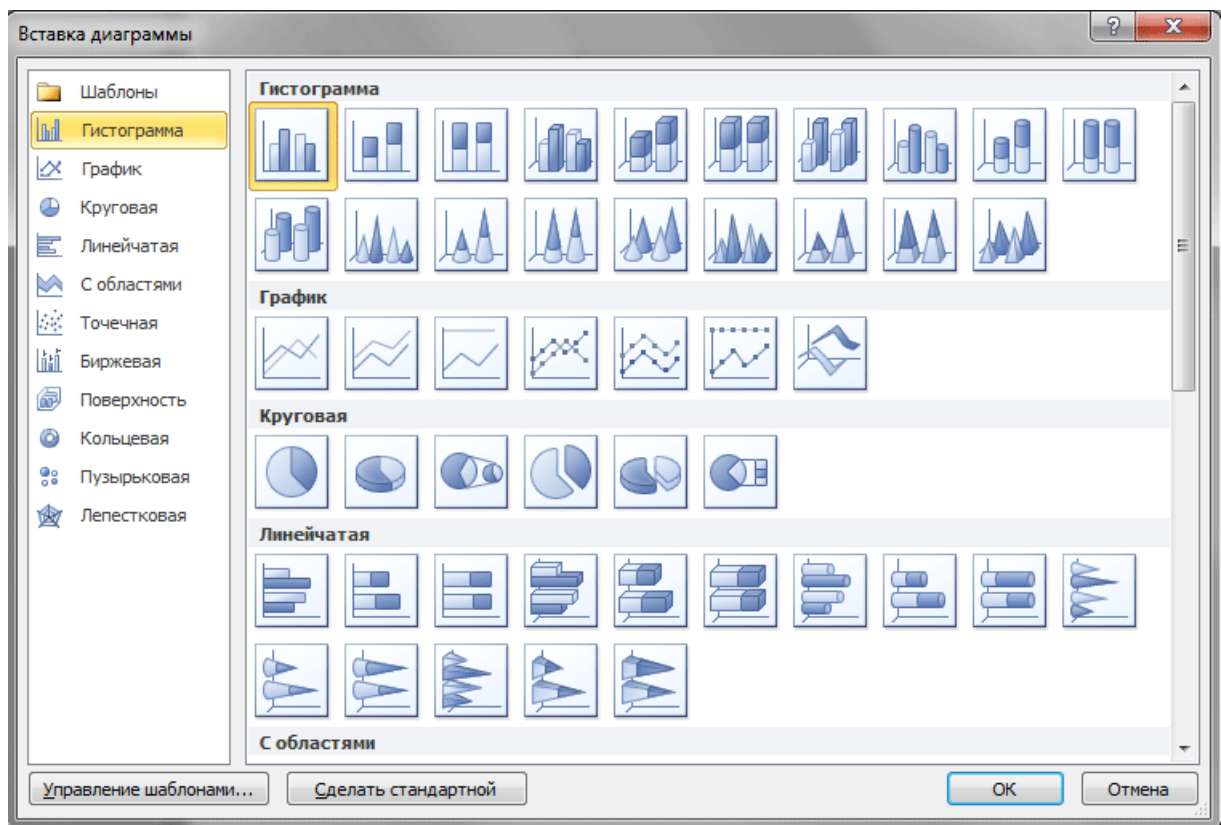 Вставка диаграммы
Шаблоны
Гистограмма
График
Круговая
Линейчатая
С областями
Точечная
Биржевая
Поверхность
Кольцевая
Пузырьковая
Лепестковая
Гистограмма
График
Круговая
Линейчатая
С областями
Управление шаблонами...
Сделать стандартной
ОК
Отмена